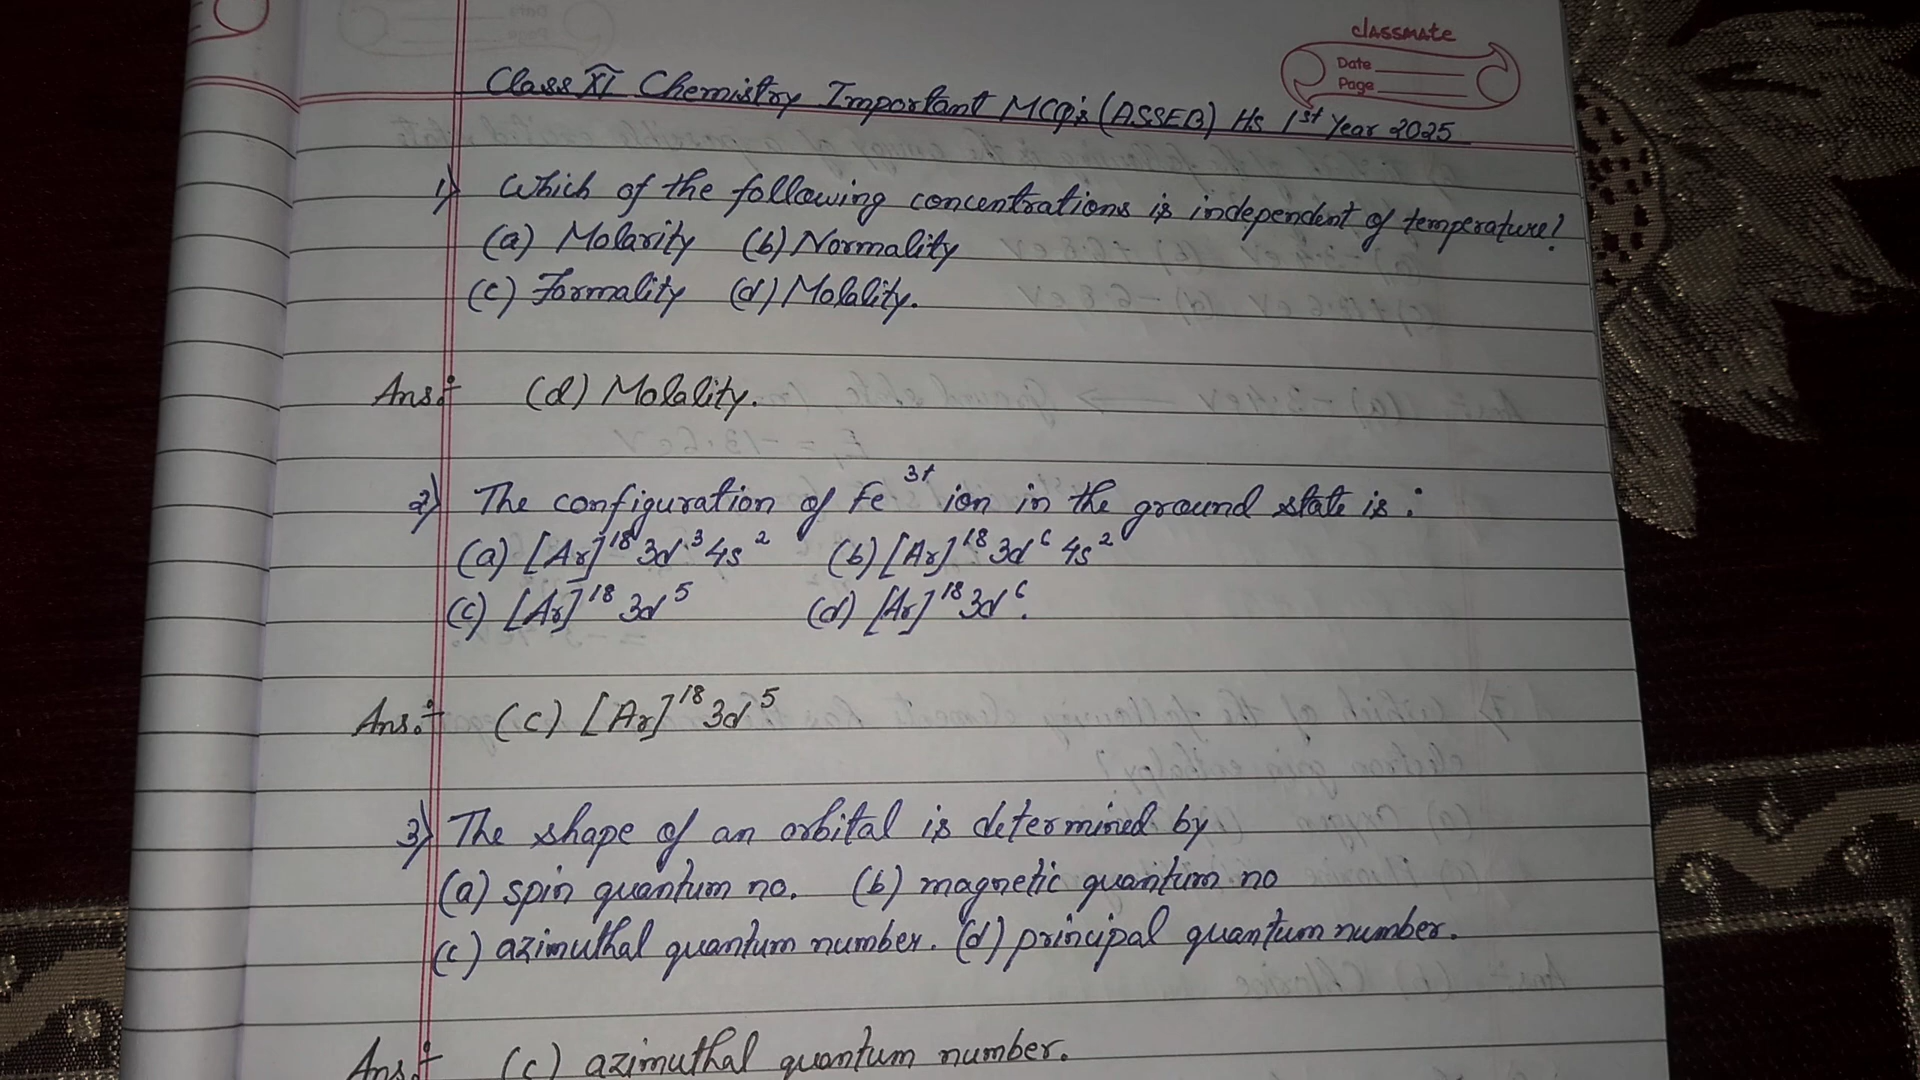 classmate
Date
Page
Class XI Chemistry Important MCQ's (ASSEB) Hs 1st Year 2025
1) Which of the following concentrations is independent of temperature?
(a) Molarity (b) Normality
(c) Formality (d) Molality.
Ans:- (d) Molality.
2) The configuration of Fe³⁺ ion in the ground state is :
(a) [Ar]¹⁸ 3d³ 4s² (b) [Ar]¹⁸ 3d⁶ 4s²
(c) [Ar]¹⁸ 3d⁵ (d) [Ar]¹⁸ 3d⁶.
Ans:- (c) [Ar]¹⁸ 3d⁵
3) The shape of an orbital is determined by
(a) spin quantum no. (b) magnetic quantum no
(c) azimuthal quantum number. (d) principal quantum number.
Ans:- (c) azimuthal quantum number.